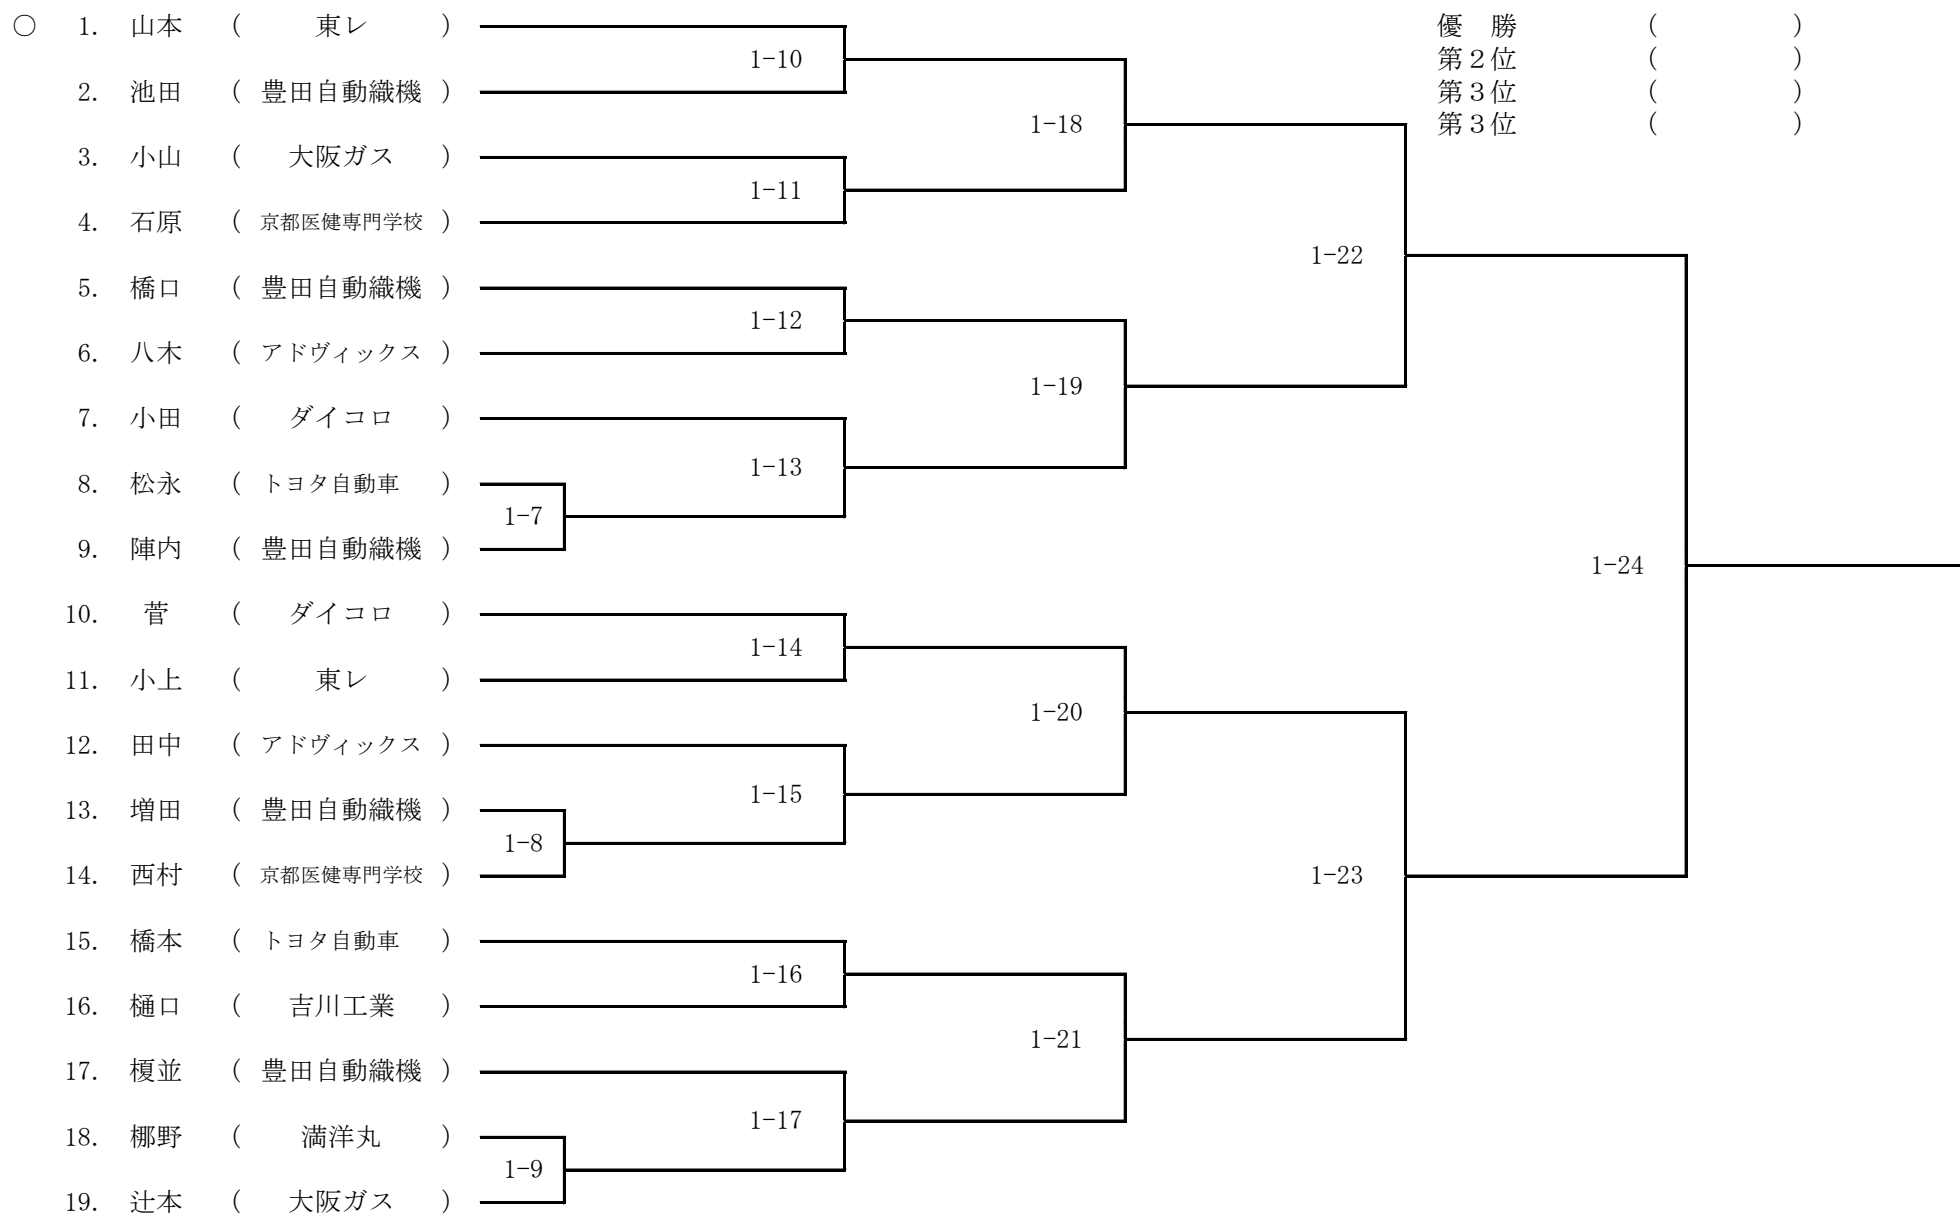 ○ 1. 山本 ( 東レ ) 優 勝 ( )
1-10 第2位 ( )
2. 池田 ( 豊田自動織機 ) 第3位 ( )
1-18 第3位 ( )
3. 小山 ( 大阪ガス )
1-11
4. 石原 ( 京都医健専門学校 )
1-22
5. 橋口 ( 豊田自動織機 )
1-12
6. 八木 ( アドヴィックス )
1-19
7. 小田 ( ダイコロ )
1-13
8. 松永 ( トヨタ自動車 )
1-7
9. 陣内 ( 豊田自動織機 )
1-24
10. 菅 ( ダイコロ )
1-14
11. 小上 ( 東レ )
1-20
12. 田中 ( アドヴィックス )
1-15
13. 増田 ( 豊田自動織機 )
1-8
14. 西村 ( 京都医健専門学校 )
1-23
15. 橋本 ( トヨタ自動車 )
1-16
16. 樋口 ( 吉川工業 )
1-21
17. 榎並 ( 豊田自動織機 )
1-17
18. 梛野 ( 満洋丸 )
1-9
19. 辻本 ( 大阪ガス )